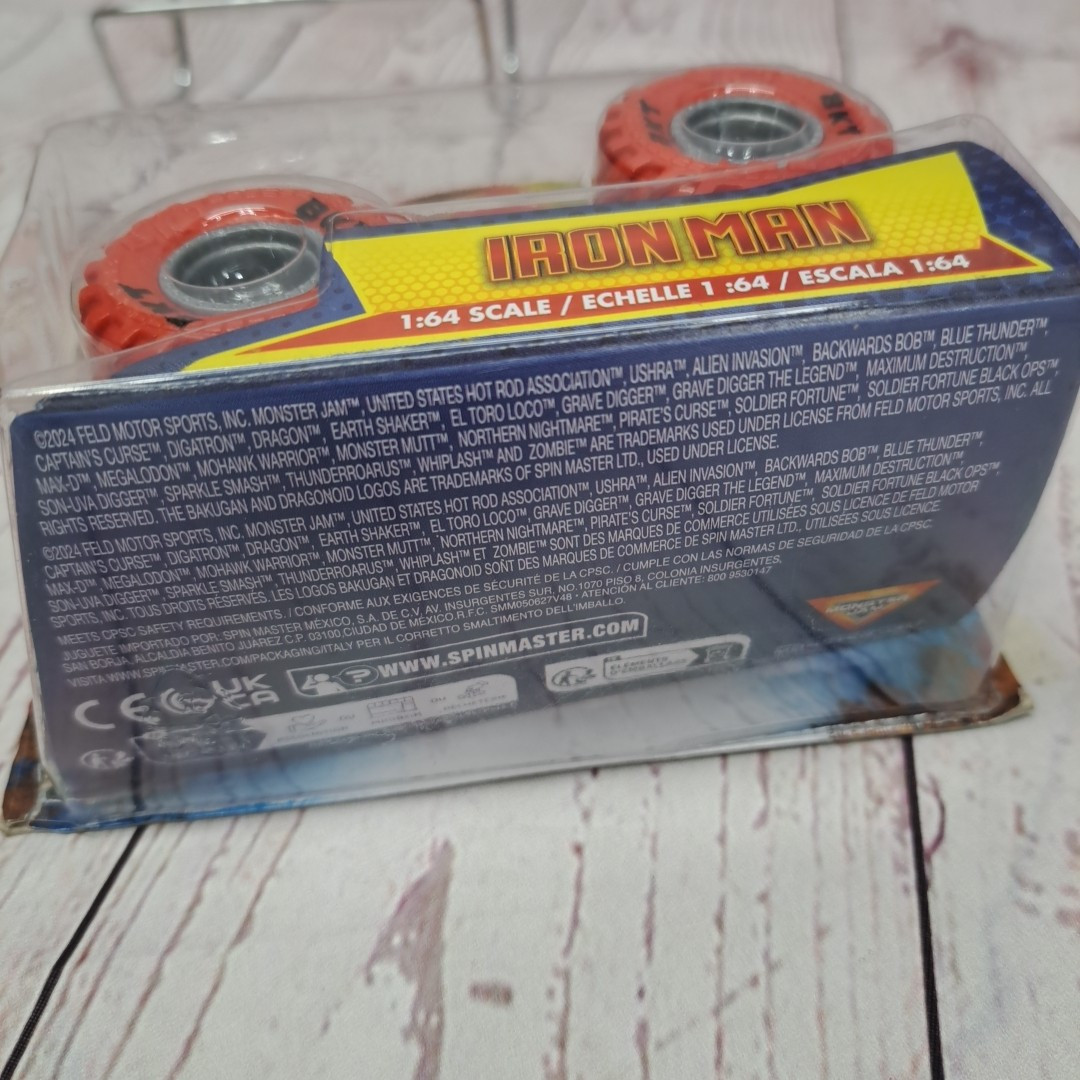 BKT
IRON MAN
1:64 SCALE / ECHELLE 1 :64 / ESCALA 1:64
©2024 FELD MOTOR SPORTS, INC. MONSTER JAM™, UNITED STATES HOT ROD ASSOCIATION™, USHRA™, ALIEN INVASION™, BACKWARDS BOB™, BLUE THUNDER™,
CAPTAIN'S CURSE™, DIGATRON™, DRAGON™, EARTH SHAKER™, EL TORO LOCO™, GRAVE DIGGER™, GRAVE DIGGER THE LEGEND™, MAXIMUM DESTRUCTION™,
MAX-D™, MEGALODON™, MOHAWK WARRIOR™, MONSTER MUTT™, NORTHERN NIGHTMARE™, PIRATE'S CURSE™, SOLDIER FORTUNE™, SOLDIER FORTUNE BLACK OPS™,
SON-UVA DIGGER™, SPARKLE SMASH™, THUNDERROARUS™, WHIPLASH™ AND ZOMBIE™ ARE TRADEMARKS USED UNDER LICENSE FROM FELD MOTOR SPORTS, INC. ALL
RIGHTS RESERVED. THE BAKUGAN AND DRAGONOID LOGOS ARE TRADEMARKS OF SPIN MASTER LTD., USED UNDER LICENSE.
©2024 FELD MOTOR SPORTS, INC. MONSTER JAM™, UNITED STATES HOT ROD ASSOCIATION™, USHRA™, ALIEN INVASION™, BACKWARDS BOB™, BLUE THUNDER™,
CAPTAIN'S CURSE™, DIGATRON™, DRAGON™, EARTH SHAKER™, EL TORO LOCO™, GRAVE DIGGER™, GRAVE DIGGER THE LEGEND™, MAXIMUM DESTRUCTION™,
MAX-D™, MEGALODON™, MOHAWK WARRIOR™, MONSTER MUTT™, NORTHERN NIGHTMARE™, PIRATE'S CURSE™, SOLDIER FORTUNE™, SOLDIER FORTUNE BLACK OPS™,
SON-UVA DIGGER™, SPARKLE SMASH™, THUNDERROARUS™, WHIPLASH™ ET ZOMBIE™ SONT DES MARQUES DE COMMERCE UTILISÉES SOUS LICENCE DE FELD MOTOR
SPORTS, INC. TOUS DROITS RÉSERVÉS. LES LOGOS BAKUGAN ET DRAGONOID SONT DES MARQUES DE COMMERCE DE SPIN MASTER LTD., UTILISÉES SOUS LICENCE.
MEETS CPSC SAFETY REQUIREMENTS. / CONFORME AUX EXIGENCES DE SÉCURITÉ DE LA CPSC. / CUMPLE CON LAS NORMAS DE SEGURIDAD DE LA CPSC.
JUGUETE IMPORTADO POR: SPIN MASTER MÉXICO, S.A. DE C.V. AV. INSURGENTES SUR, NO.1070 PISO 8, COLONIA INSURGENTES,
SAN BORJA, ALCALDIA BENITO JUAREZ C.P. 03100, CIUDAD DE MÉXICO R.F.C. SMM050627V48 • ATENCIÓN AL CLIENTE: 800 9530147
VISITA WWW.SPINMASTER.COM/PACKAGING/ITALY PER IL CORRETTO SMALTIMENTO DELL'IMBALLO.
WWW.SPINMASTER.COM
CE UK CA
FR
ÉLÉMENTS D'EMBALLAGE
MONSTER JAM